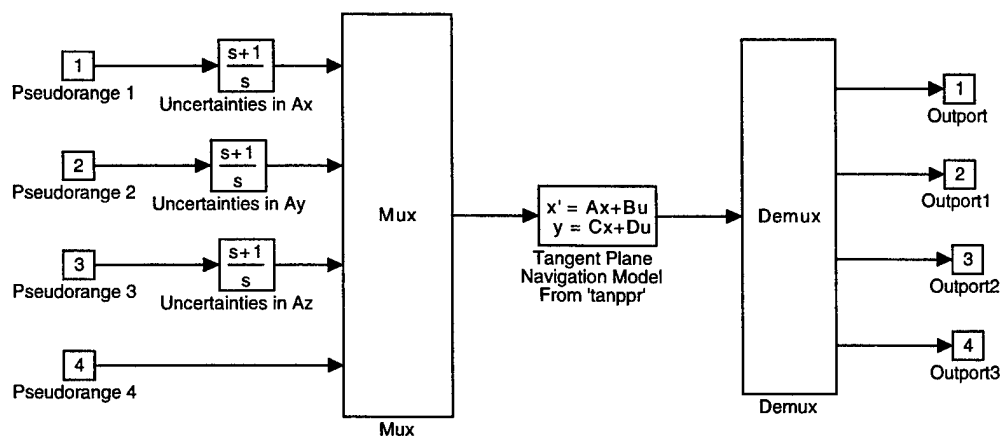 1
Pseudorange 1
s+1
s
Uncertainties in Ax
2
Pseudorange 2
s+1
s
Uncertainties in Ay
3
Pseudorange 3
s+1
s
Uncertainties in Az
4
Pseudorange 4
Mux
Mux
x' = Ax+Bu
y = Cx+Du
Tangent Plane
Navigation Model
From 'tanppr'
Demux
Demux
1
Outport
2
Outport1
3
Outport2
4
Outport3